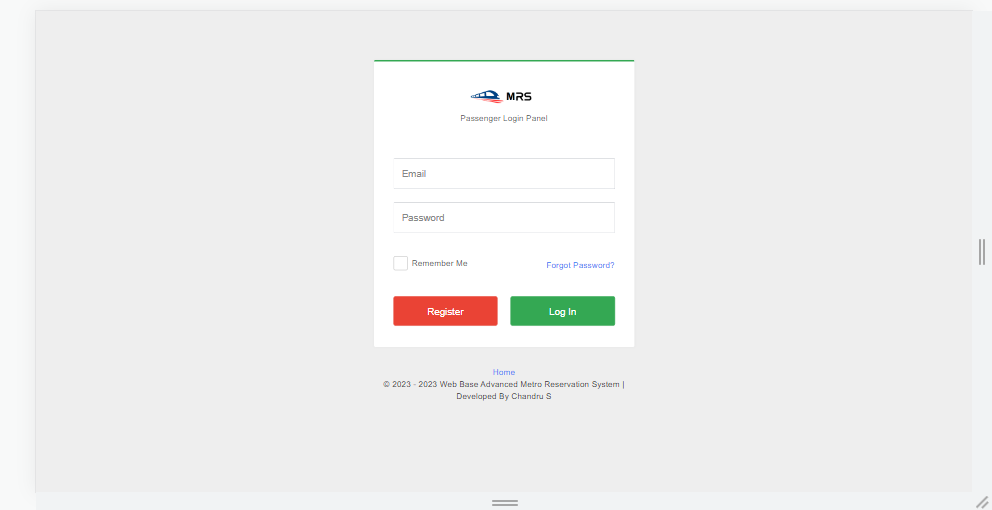 MRS
Passenger Login Panel
Email
Password
Remember Me
Forgot Password?
Register
Log In
Home
© 2023 - 2023 Web Base Advanced Metro Reservation System |
Developed By Chandru S